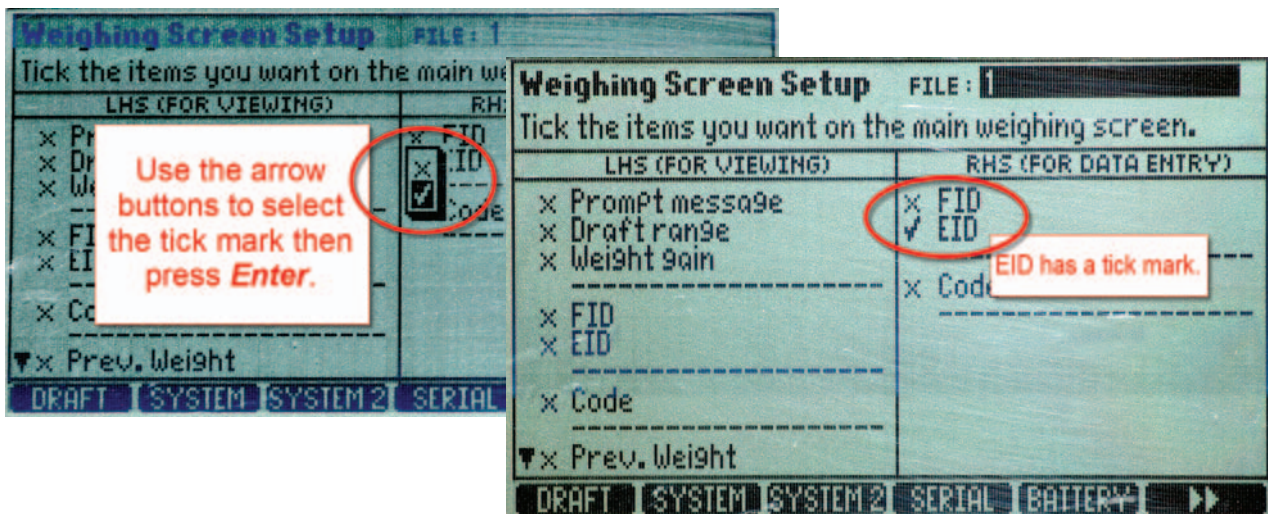 Weighing Screen Setup FILE: 1
Tick the items you want on the main we
LHS (FOR VIEWING) RH
× Pr
× Dr
× We
× FI
× EI
× Co
▼× Prev. Weight
Use the arrow
buttons to select
the tick mark then
press Enter.
× FID
× EID
✓
Code
DRAFT SYSTEM SYSTEM 2 SERIAL
Weighing Screen Setup FILE: 1
Tick the items you want on the main weighing screen.
LHS (FOR VIEWING)
× Prompt message
× Draft range
× Weight gain
× FID
× EID
× Code
▼× Prev. Weight
RHS (FOR DATA ENTRY)
× FID
✓ EID
EID has a tick mark.
× Cod
DRAFT SYSTEM SYSTEM 2 SERIAL BATTERY ▶▶